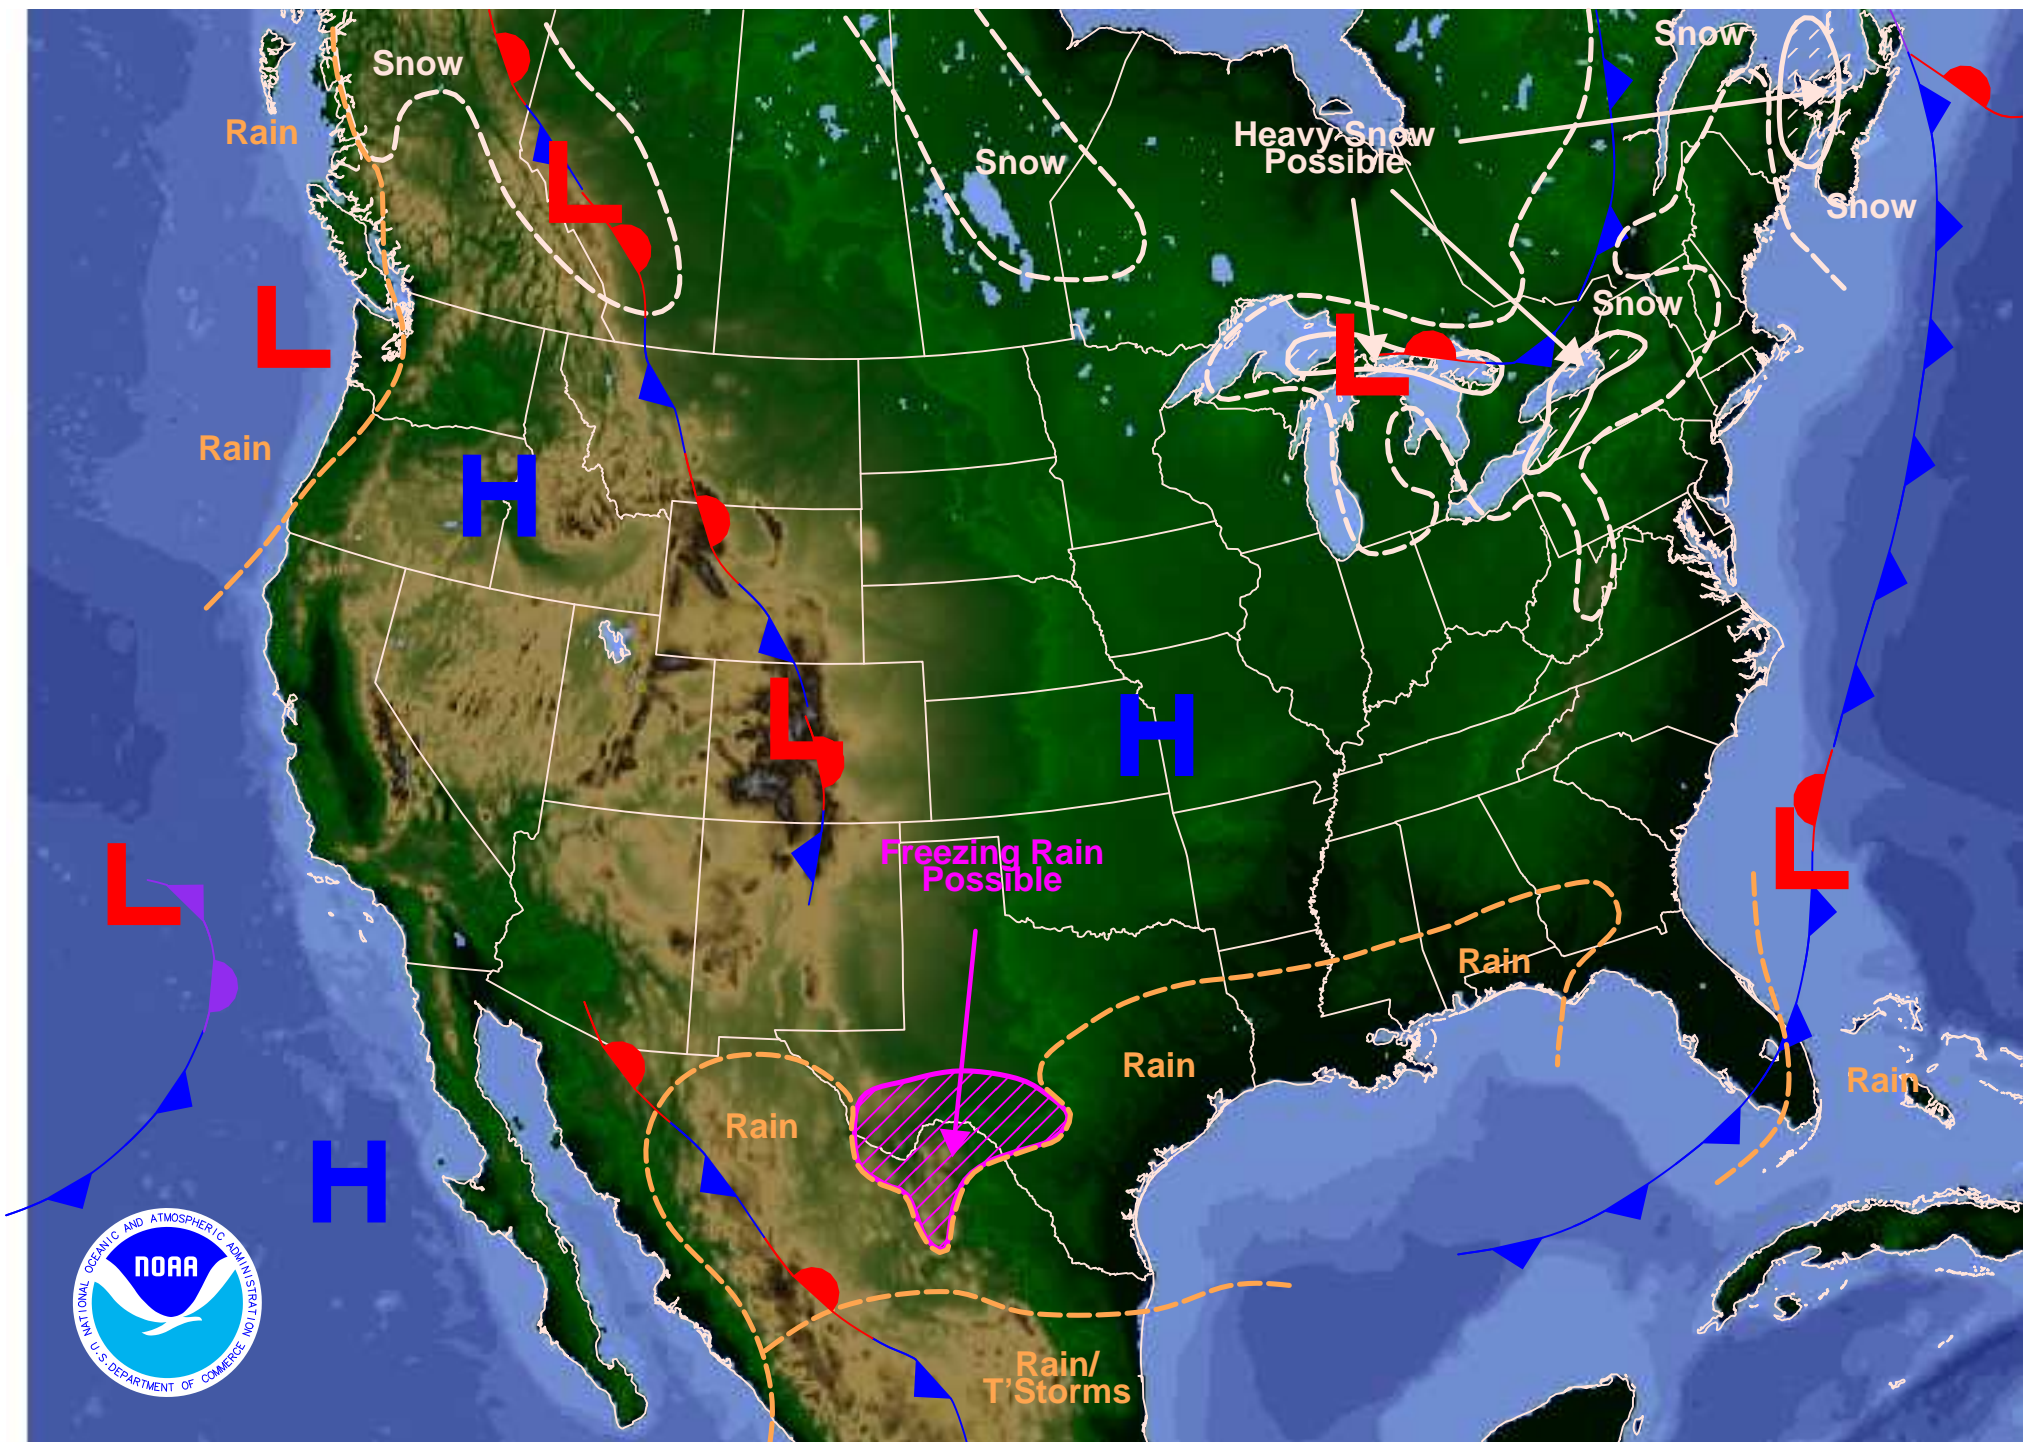 Snow
Snow
Rain
Heavy Snow
Possible
Snow
Snow
L
Snow
L
L
Rain
H
L
H
Freezing Rain
Possible
L
L
Rain
Rain
Rain
Rain
H
NATIONAL OCEANIC AND ATMOSPHERIC ADMINISTRATION
NOAA
U.S. DEPARTMENT OF COMMERCE
Rain/
T'Storms